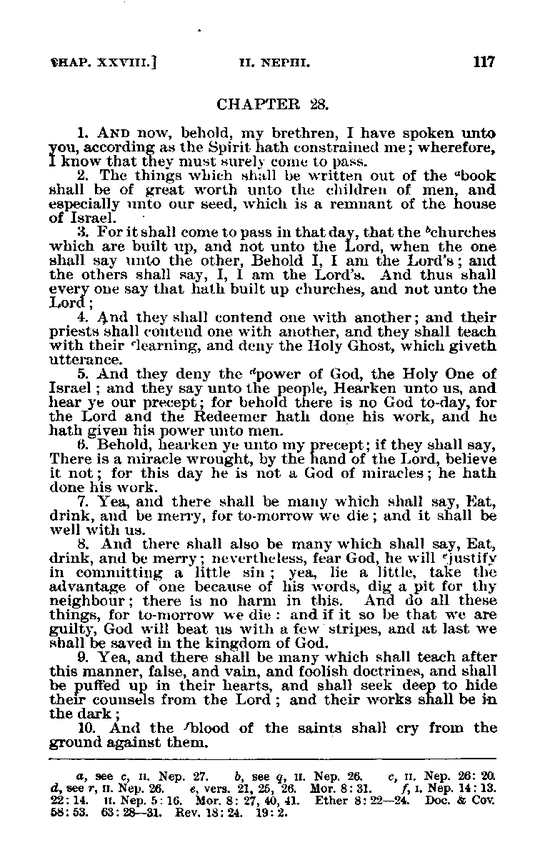 CHAP. XXVIII.] II. NEPHI. 117
CHAPTER 28.
1. AND now, behold, my brethren, I have spoken unto
you, according as the Spirit hath constrained me; wherefore,
I know that they must surely come to pass.
2. The things which shall be written out of the ᵃbook
shall be of great worth unto the children of men, and
especially unto our seed, which is a remnant of the house
of Israel.
3. For it shall come to pass in that day, that the ᵇchurches
which are built up, and not unto the Lord, when the one
shall say unto the other, Behold I, I am the Lord's; and
the others shall say, I, I am the Lord's. And thus shall
every one say that hath built up churches, and not unto the
Lord;
4. And they shall contend one with another; and their
priests shall contend one with another, and they shall teach
with their ᶜlearning, and deny the Holy Ghost, which giveth
utterance.
5. And they deny the ᵈpower of God, the Holy One of
Israel; and they say unto the people, Hearken unto us, and
hear ye our precept; for behold there is no God to-day, for
the Lord and the Redeemer hath done his work, and he
hath given his power unto men.
6. Behold, hearken ye unto my precept; if they shall say,
There is a miracle wrought, by the hand of the Lord, believe
it not; for this day he is not a God of miracles; he hath
done his work.
7. Yea, and there shall be many which shall say, Eat,
drink, and be merry, for to-morrow we die; and it shall be
well with us.
8. And there shall also be many which shall say, Eat,
drink, and be merry; nevertheless, fear God, he will ᵉjustify
in committing a little sin; yea, lie a little, take the
advantage of one because of his words, dig a pit for thy
neighbour; there is no harm in this. And do all these
things, for to-morrow we die: and if it so be that we are
guilty, God will beat us with a few stripes, and at last we
shall be saved in the kingdom of God.
9. Yea, and there shall be many which shall teach after
this manner, false, and vain, and foolish doctrines, and shall
be puffed up in their hearts, and shall seek deep to hide
their counsels from the Lord; and their works shall be in
the dark;
10. And the ᶠblood of the saints shall cry from the
ground against them.
a, see c, II. Nep. 27. b, see q, II. Nep. 26. c, II. Nep. 26: 20.
d, see r, II. Nep. 26. e, vers. 21, 25, 26. Mor. 8: 31. f, I. Nep. 14: 13.
22: 14. II. Nep. 5: 16. Mor. 8: 27, 40, 41. Ether 8: 22—24. Doc. & Cov.
58: 53. 63: 28—31. Rev. 18: 24. 19: 2.